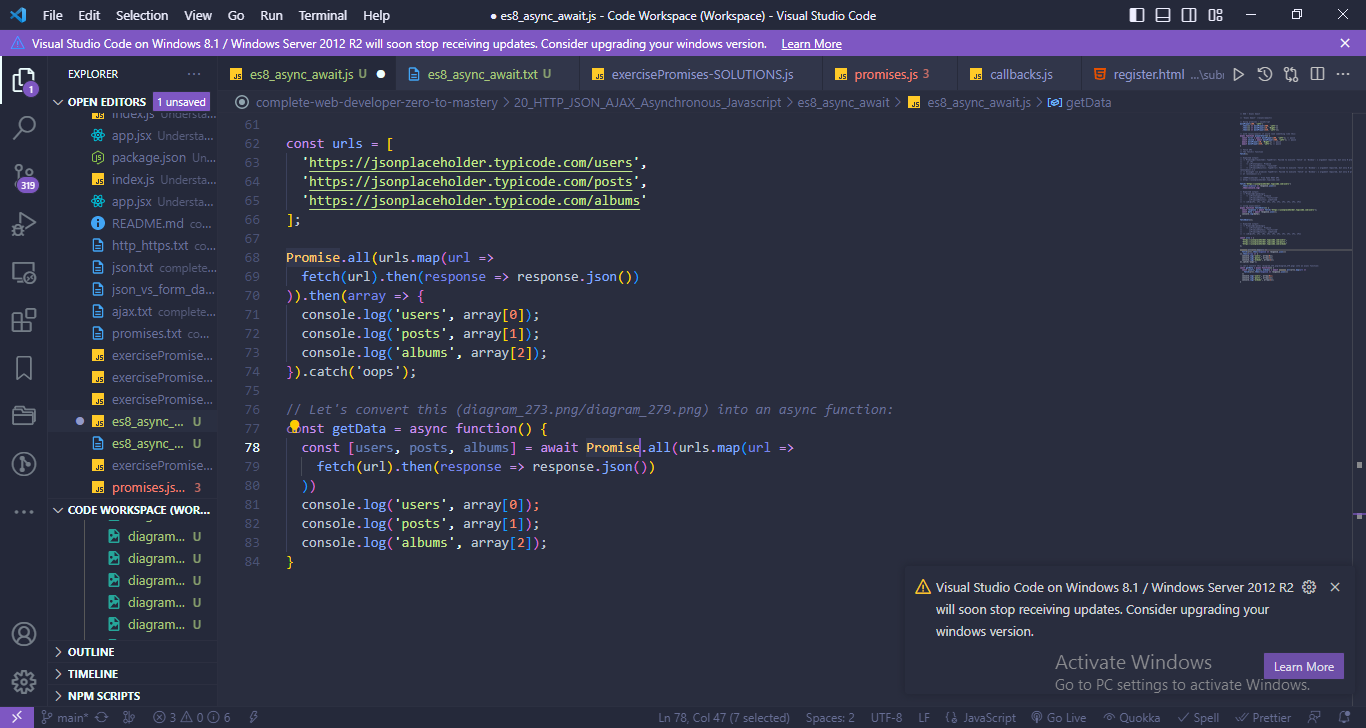 File Edit Selection View Go Run Terminal Help
● es8_async_await.js - Code Workspace (Workspace) - Visual Studio Code
Visual Studio Code on Windows 8.1 / Windows Server 2012 R2 will soon stop receiving updates. Consider upgrading your windows version. Learn More
EXPLORER
es8_async_await.js U
es8_async_await.txt U
exercisePromises-SOLUTIONS.js
promises.js 3
callbacks.js
register.html ...\sub
complete-web-developer-zero-to-mastery > 20_HTTP_JSON_AJAX_Asynchronous_Javascript > es8_async_await > es8_async_await.js > getData
OPEN EDITORS 1 unsaved
index.js Understa...
app.jsx Understa...
package.json Un...
index.js Understa...
app.jsx Understa...
README.md co...
http_https.txt co...
json.txt complete...
json_vs_form_da...
ajax.txt complete...
promises.txt co...
exercisePromise...
exercisePromise...
exercisePromise...
es8_async_... U
es8_async_... U
exercisePromise...
promises.js... 3
CODE WORKSPACE (WOR...
diagram... U
diagram... U
diagram... U
diagram... U
diagram... U
OUTLINE
TIMELINE
NPM SCRIPTS
1
319
61
62 const urls = [
63 'https://jsonplaceholder.typicode.com/users',
64 'https://jsonplaceholder.typicode.com/posts',
65 'https://jsonplaceholder.typicode.com/albums'
66 ];
67
68 Promise.all(urls.map(url =>
69 fetch(url).then(response => response.json())
70 )).then(array => {
71 console.log('users', array[0]);
72 console.log('posts', array[1]);
73 console.log('albums', array[2]);
74 }).catch('oops');
75
76 // Let's convert this (diagram_273.png/diagram_279.png) into an async function:
77 const getData = async function() {
78 const [users, posts, albums] = await Promise.all(urls.map(url =>
79 fetch(url).then(response => response.json())
80 ))
81 console.log('users', array[0]);
82 console.log('posts', array[1]);
83 console.log('albums', array[2]);
84 }
Visual Studio Code on Windows 8.1 / Windows Server 2012 R2
will soon stop receiving updates. Consider upgrading your
windows version.
Learn More
Activate Windows
Go to PC settings to activate Windows.
main* 3 0 6 Ln 78, Col 47 (7 selected) Spaces: 2 UTF-8 LF JavaScript Go Live Quokka Spell Prettier